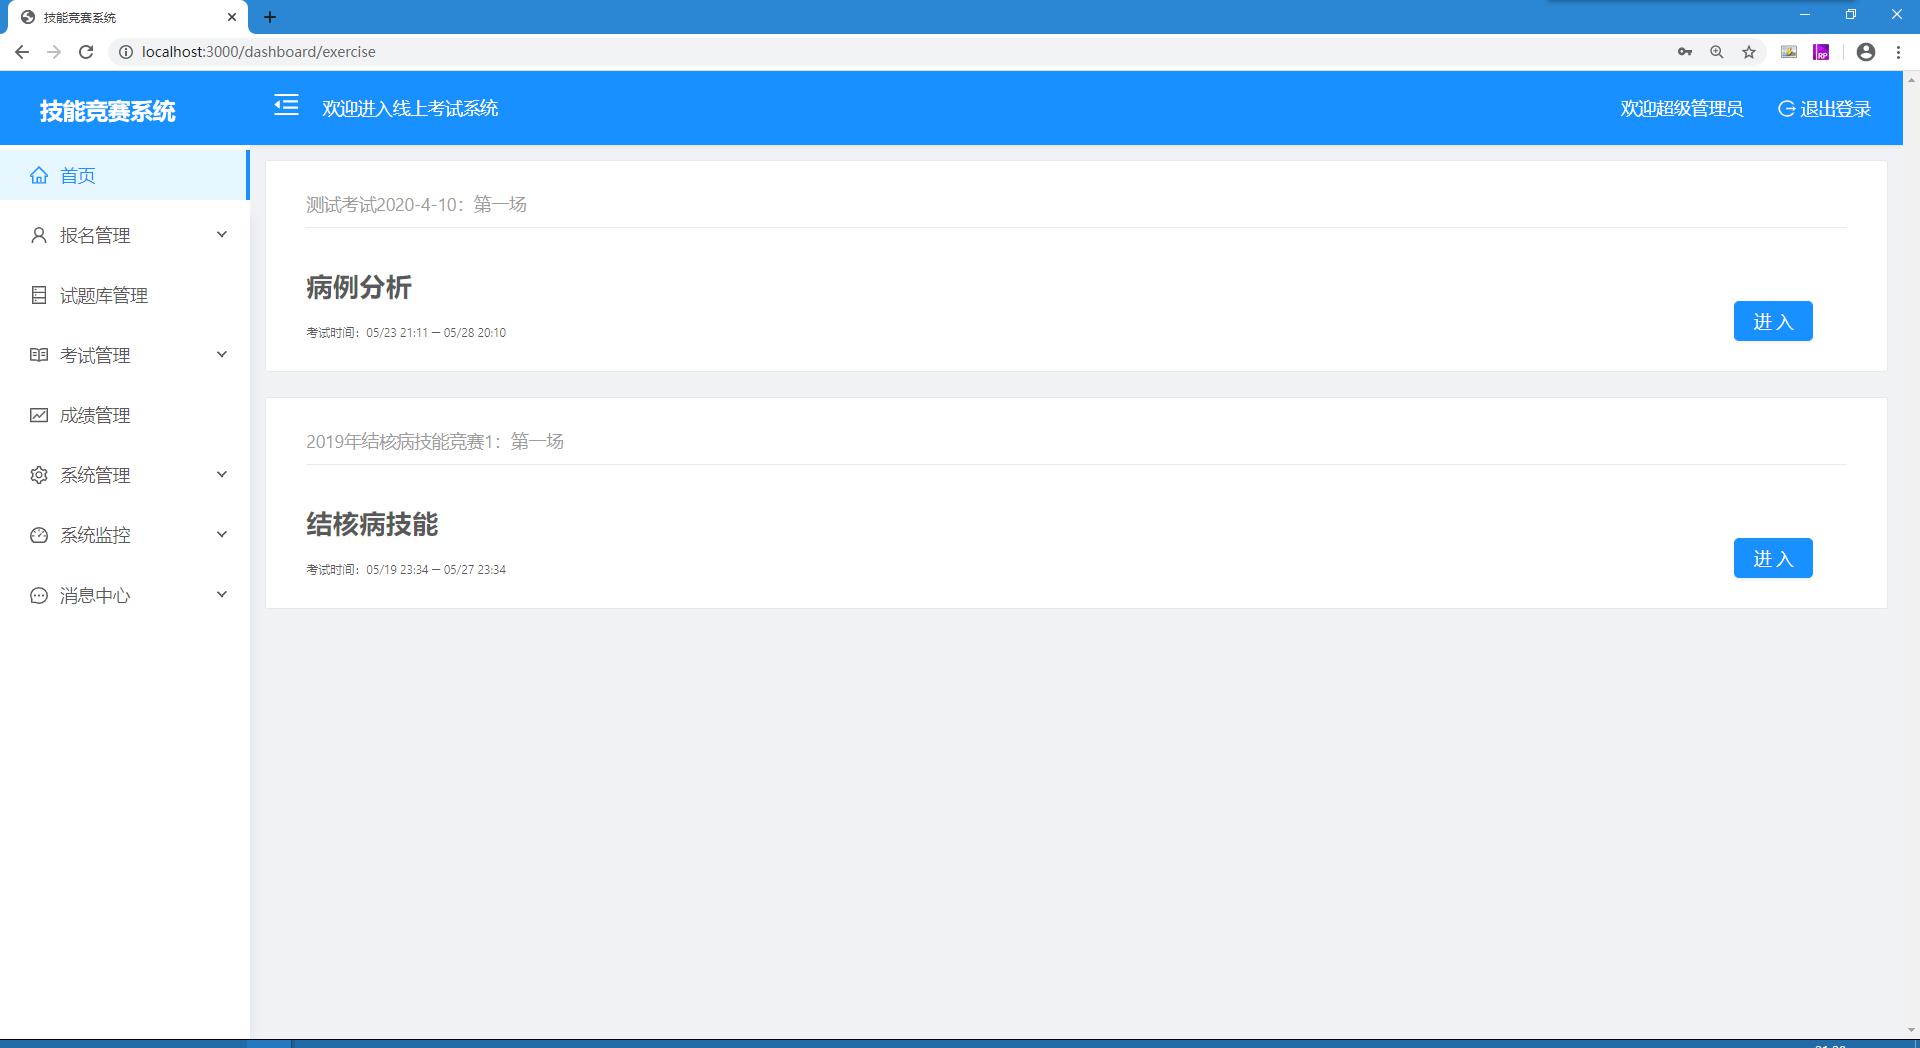 技能竞赛系统
localhost:3000/dashboard/exercise
技能竞赛系统
欢迎进入线上考试系统
欢迎超级管理员
退出登录
首页
报名管理
试题库管理
考试管理
成绩管理
系统管理
系统监控
消息中心
测试考试2020-4-10：第一场
病例分析
考试时间：05/23 21:11 — 05/28 20:10
进 入
2019年结核病技能竞赛1：第一场
结核病技能
考试时间：05/19 23:34 — 05/27 23:34
进 入